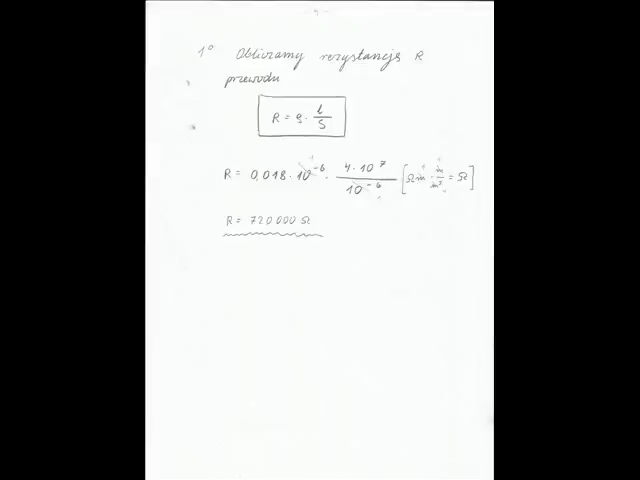 1° Obliczamy rezystancję R
przewodu
R = ρ · l/S
R = 0,018 · 10⁻⁶ · 4 · 10⁷/10⁻⁶ [Ωm · m/m² = Ω]
R = 720 000 Ω